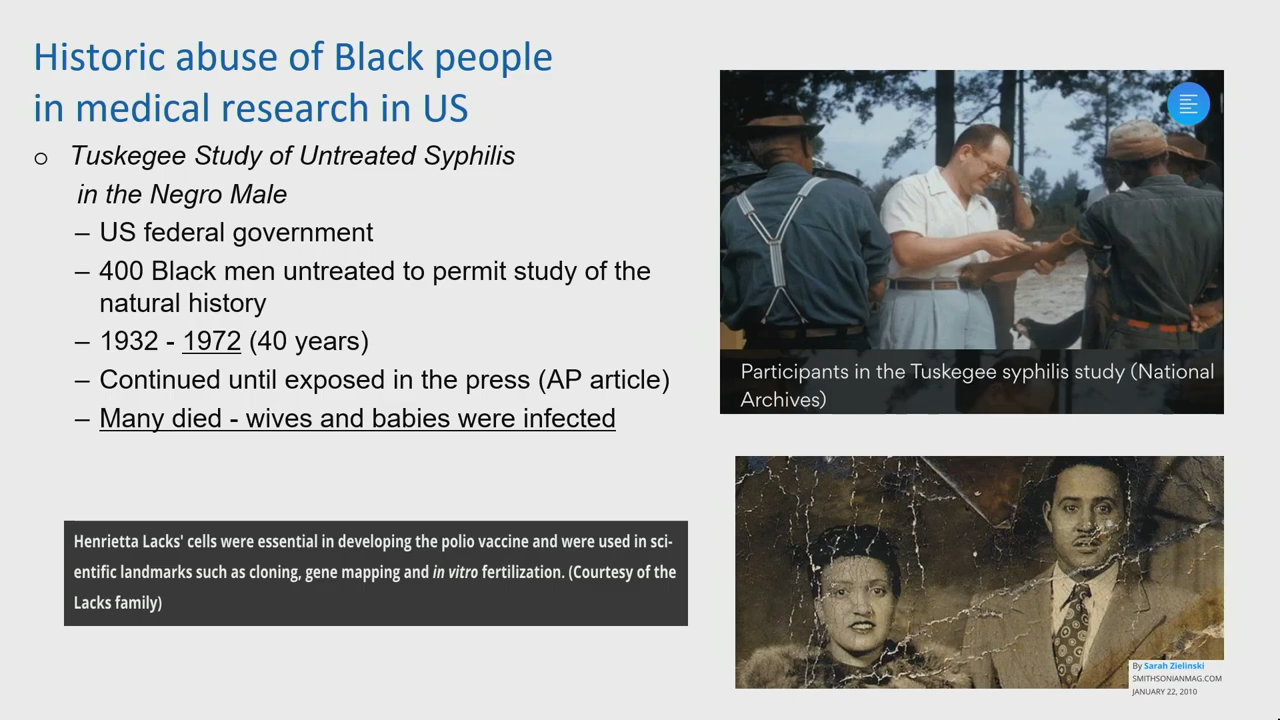 Historic abuse of Black people
in medical research in US
o Tuskegee Study of Untreated Syphilis
in the Negro Male
– US federal government
– 400 Black men untreated to permit study of the
natural history
– 1932 - 1972 (40 years)
– Continued until exposed in the press (AP article)
– Many died - wives and babies were infected
Participants in the Tuskegee syphilis study (National
Archives)
Henrietta Lacks' cells were essential in developing the polio vaccine and were used in sci-
entific landmarks such as cloning, gene mapping and in vitro fertilization. (Courtesy of the
Lacks family)
By Sarah Zielinski
SMITHSONIANMAG.COM
JANUARY 22, 2010